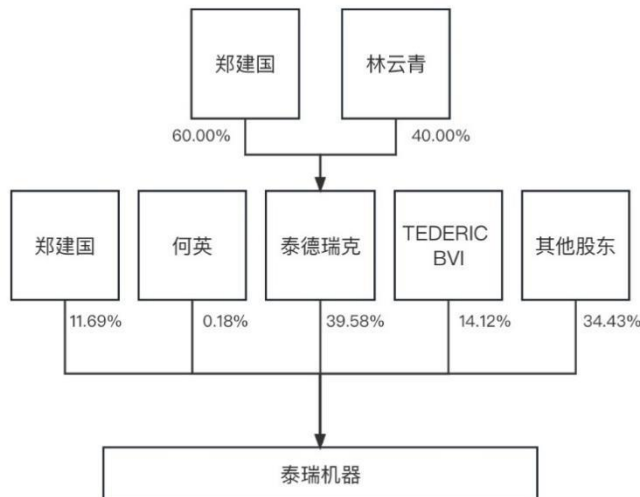 郑建国
林云青
60.00%
40.00%
郑建国
何英
泰德瑞克
TEDERIC
BVI
其他股东
11.69%
0.18%
39.58%
14.12%
34.43%
泰瑞机器